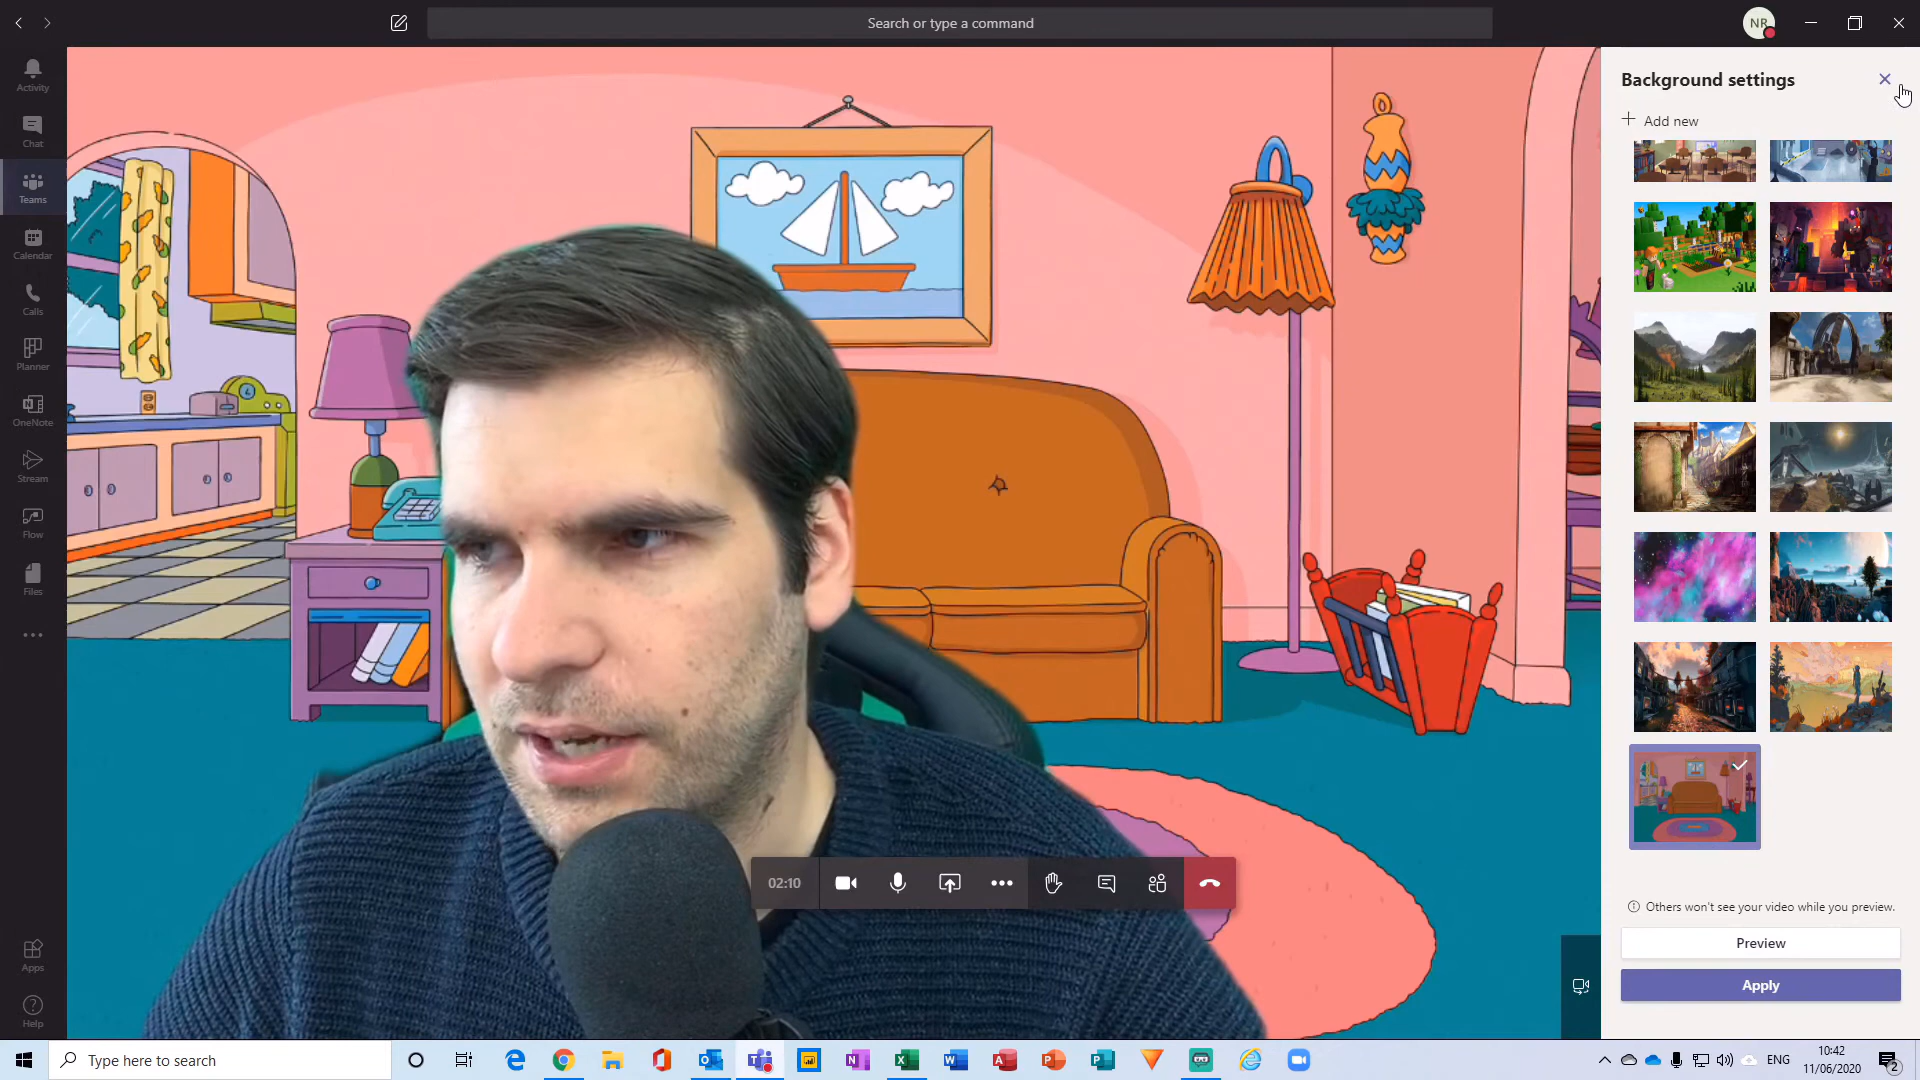 Search or type a command
NR
Activity
Chat
Teams
Calendar
Calls
Planner
OneNote
Stream
Flow
Files
Apps
Help
Background settings
Add new
02:10
Others won't see your video while you preview.
Preview
Apply
Type here to search
ENG
10:42
11/06/2020
2